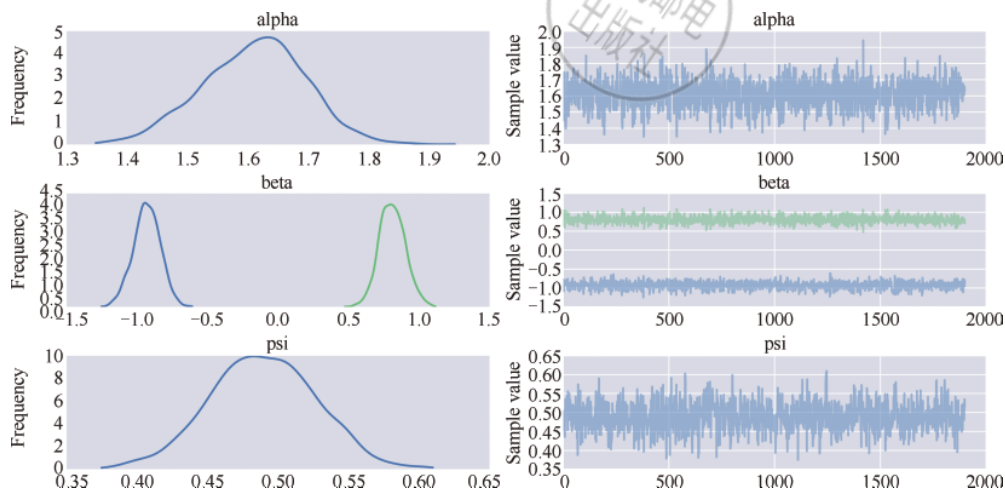 alpha
Frequency
5
4
3
2
1
0
1.3 1.4 1.5 1.6 1.7 1.8 1.9 2.0
alpha
Sample value
2.0
1.9
1.8
1.7
1.6
1.5
1.4
1.3
0 500 1000 1500 2000
beta
Frequency
4.5
4.0
3.5
3.0
2.5
2.0
1.5
1.0
0.5
0.0
-1.5 −1.0 −0.5 0.0 0.5 1.0 1.5
beta
Sample value
1.5
1.0
0.5
0.0
−0.5
−1.0
−1.5
0 500 1000 1500 2000
psi
Frequency
10
8
6
4
2
0
0.35 0.40 0.45 0.50 0.55 0.60 0.65
psi
Sample value
0.65
0.60
0.55
0.50
0.45
0.40
0.35
0 500 1000 1500 2000
邮电
出版社